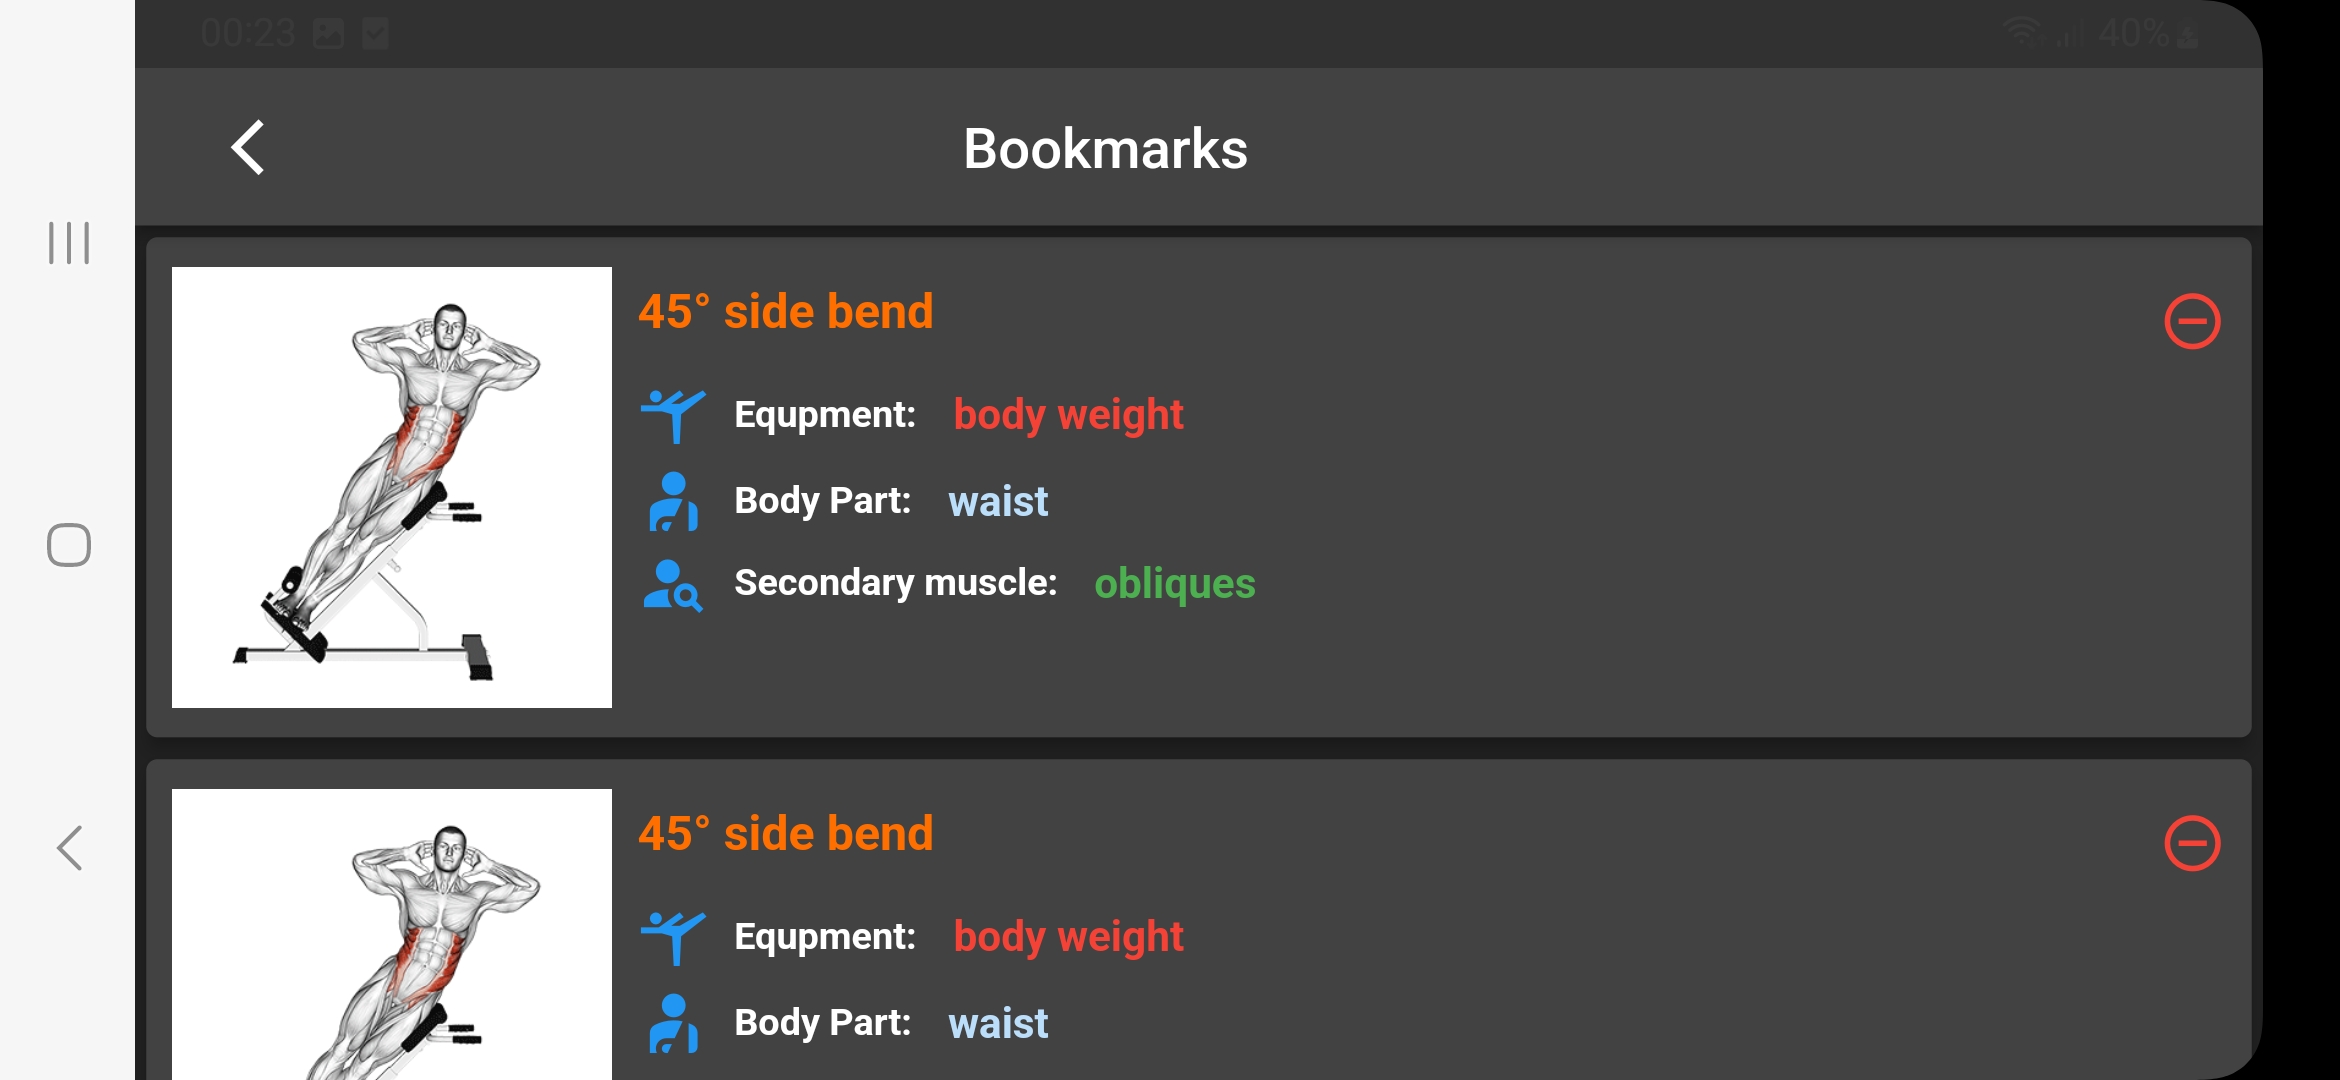 00:23 40%
Bookmarks
45° side bend
Equpment: body weight
Body Part: waist
Secondary muscle: obliques
45° side bend
Equpment: body weight
Body Part: waist